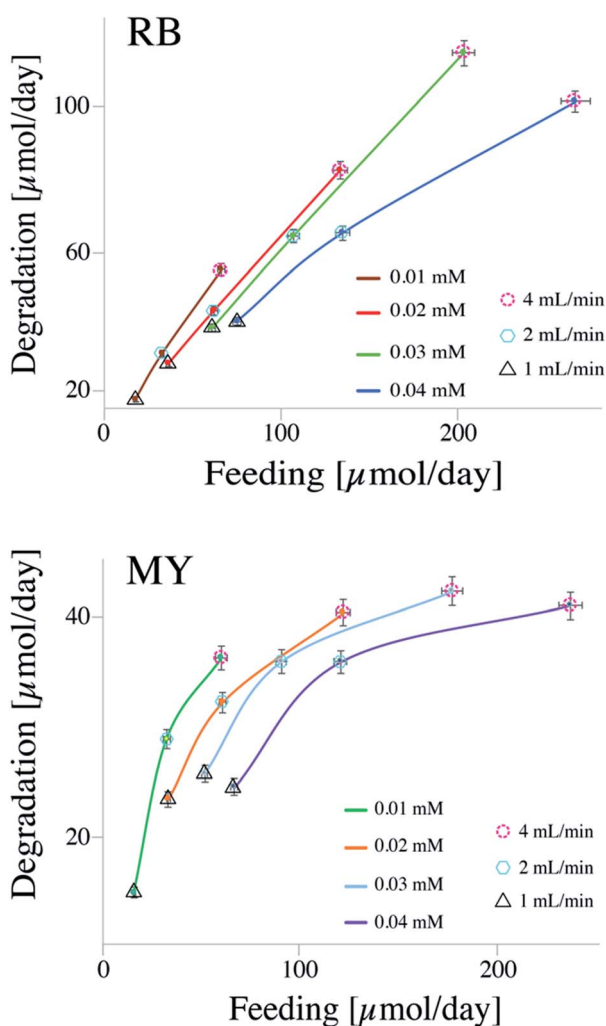 RB
Degradation [µmol/day]
100
60
20
0
100
200
Feeding [µmol/day]
0.01 mM
0.02 mM
0.03 mM
0.04 mM
4 mL/min
2 mL/min
1 mL/min
MY
Degradation [µmol/day]
40
20
0
100
200
Feeding [µmol/day]
0.01 mM
0.02 mM
0.03 mM
0.04 mM
4 mL/min
2 mL/min
1 mL/min